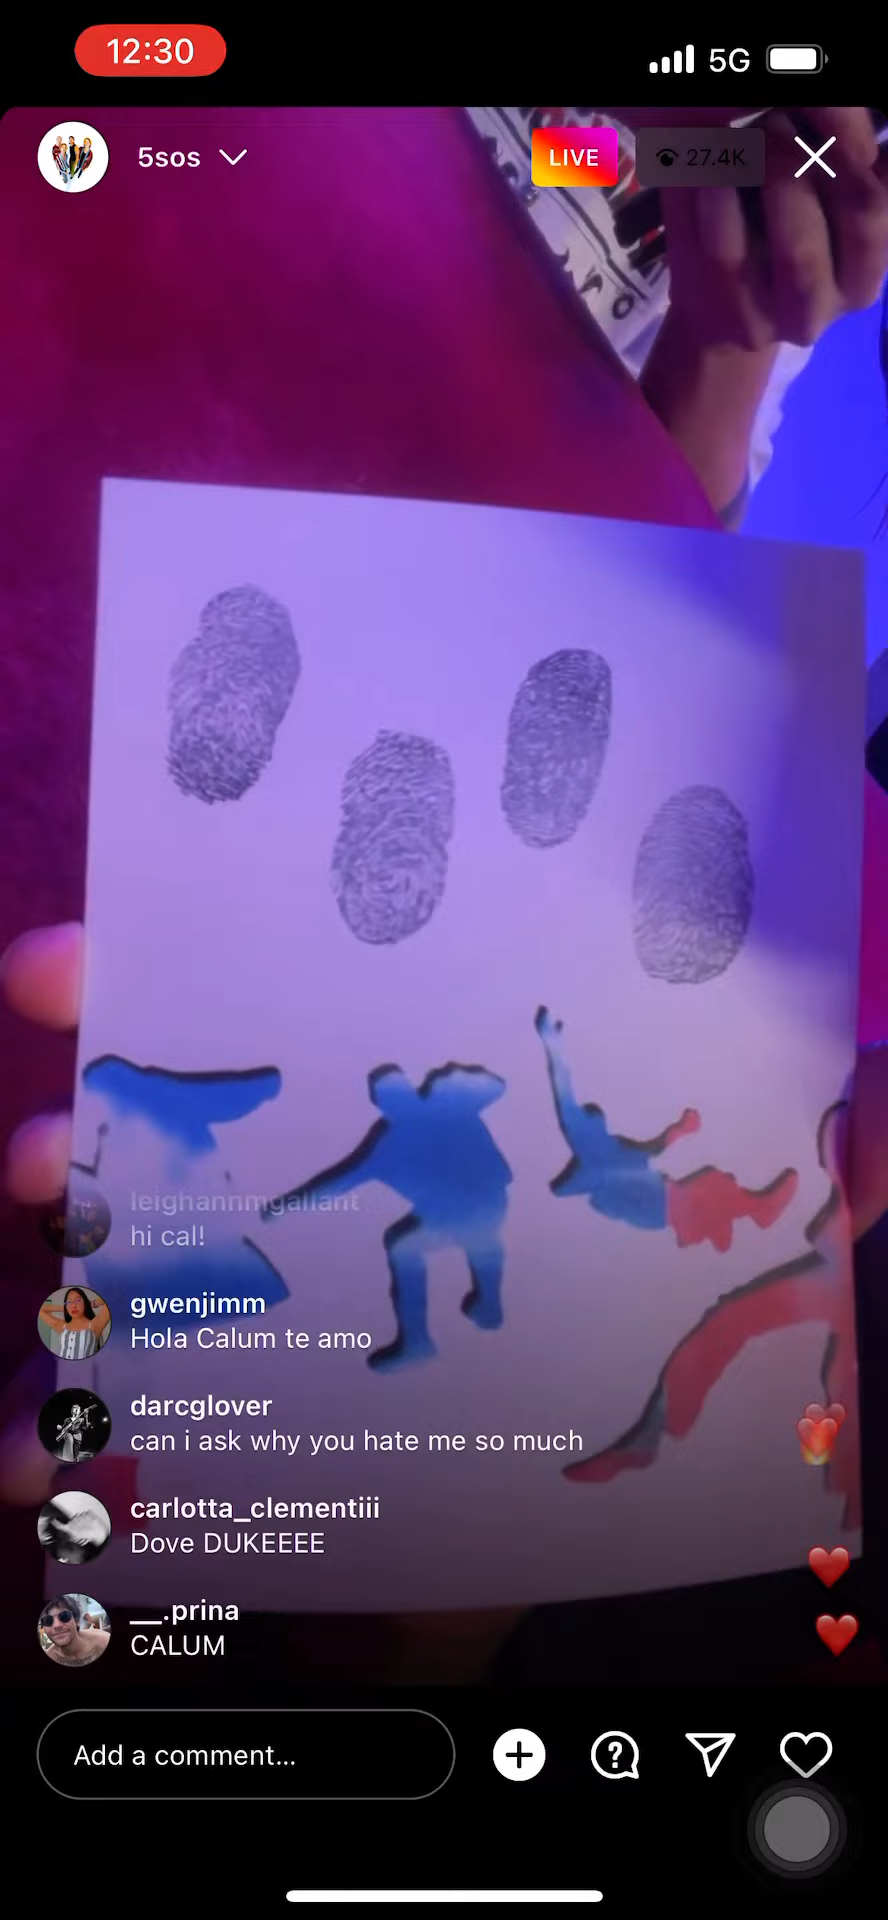 12:30
5G
5sos
LIVE
27.4K
leighannmgallant
hi cal!
gwenjimm
Hola Calum te amo
darcglover
can i ask why you hate me so much
carlotta_clementiii
Dove DUKEEEE
__.prina
CALUM
Add a comment...